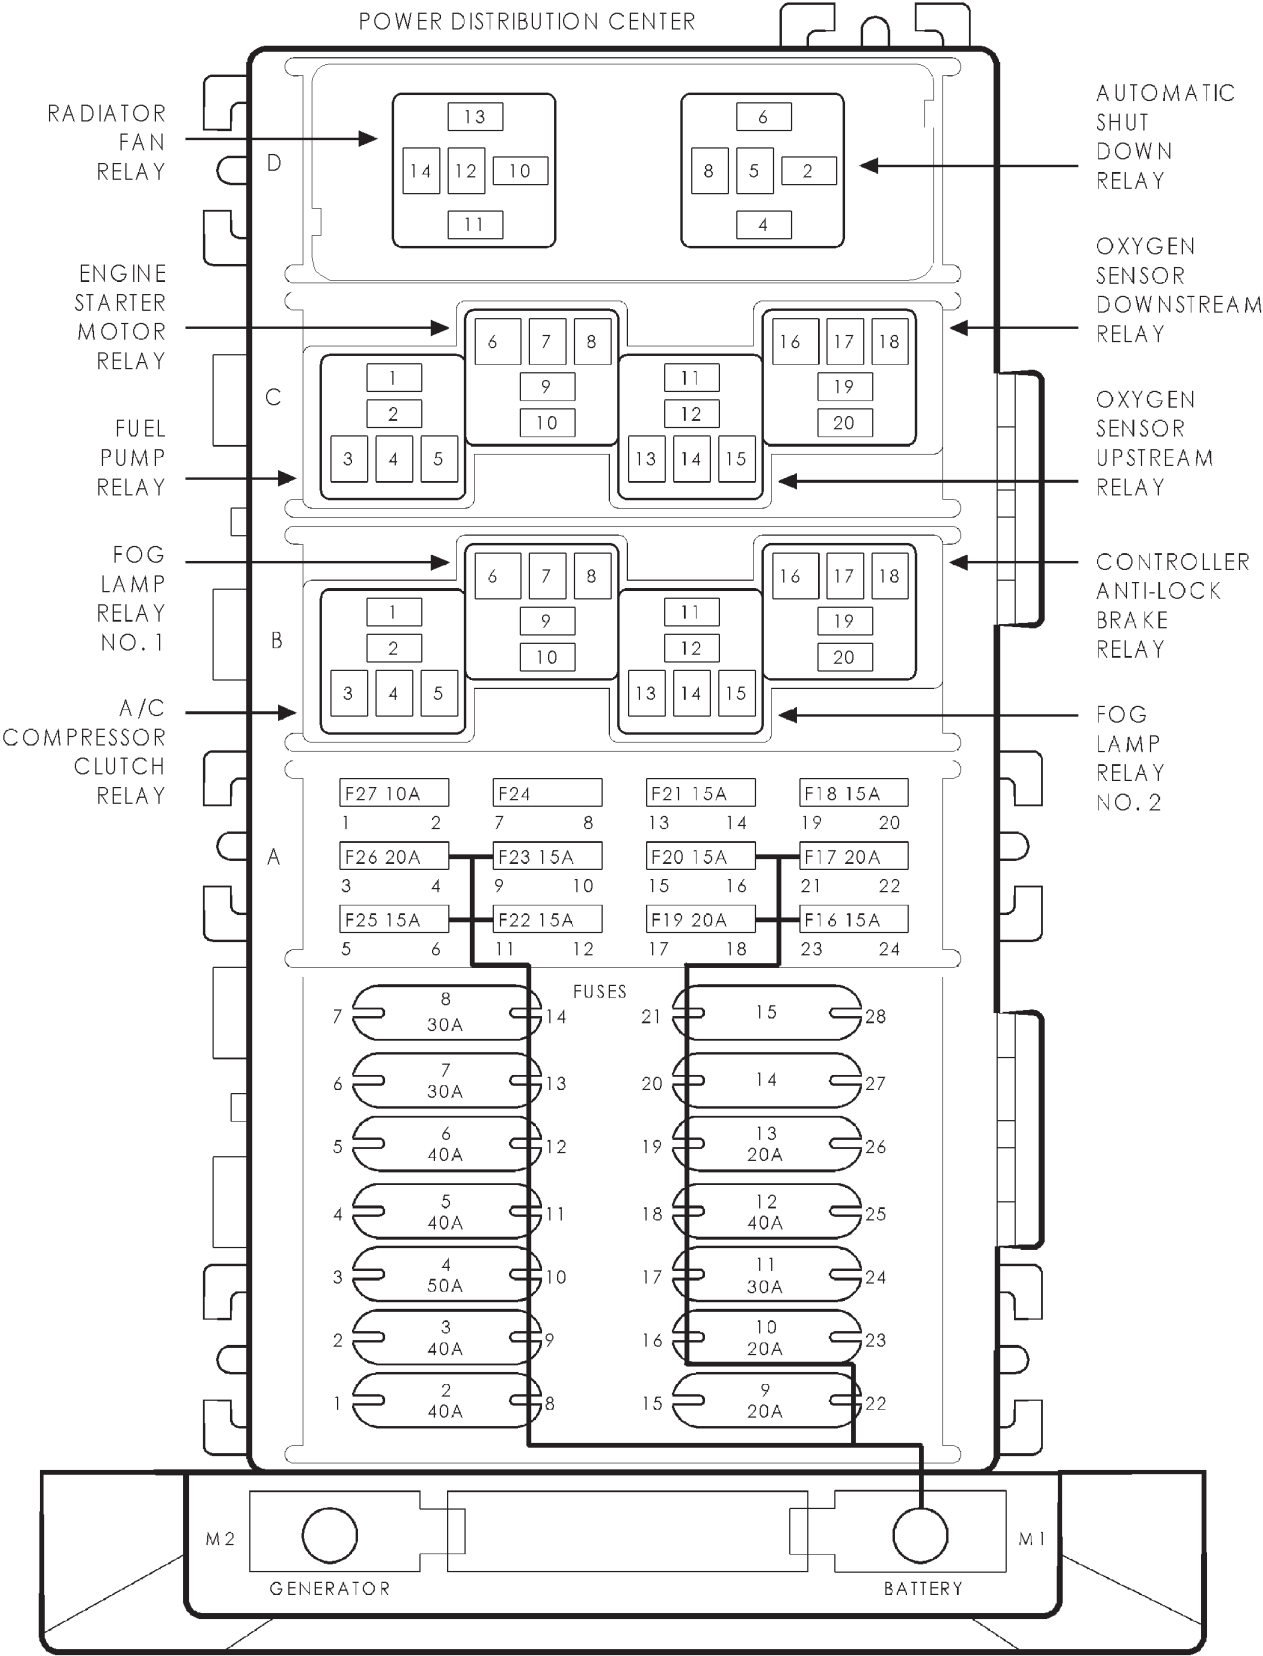 POWER DISTRIBUTION CENTER
RADIATOR
FAN
RELAY
AUTOMATIC
SHUT
DOWN
RELAY
D
13
14 12 10
11
6
8 5 2
4
ENGINE
STARTER
MOTOR
RELAY
OXYGEN
SENSOR
DOWNSTREAM
RELAY
C
6 7 8
9
10
16 17 18
19
20
1
2
3 4 5
11
12
13 14 15
FUEL
PUMP
RELAY
OXYGEN
SENSOR
UPSTREAM
RELAY
FOG
LAMP
RELAY
NO. 1
CONTROLLER
ANTI-LOCK
BRAKE
RELAY
B
6 7 8
9
10
16 17 18
19
20
1
2
3 4 5
11
12
13 14 15
A/C
COMPRESSOR
CLUTCH
RELAY
FOG
LAMP
RELAY
NO. 2
A
F27 10A F24 F21 15A F18 15A
1 2 7 8 13 14 19 20
F26 20A F23 15A F20 15A F17 20A
3 4 9 10 15 16 21 22
F25 15A F22 15A F19 20A F16 15A
5 6 11 12 17 18 23 24
FUSES
7 8 30A 14 21 15 28
6 7 30A 13 20 14 27
5 6 40A 12 19 13 20A 26
4 5 40A 11 18 12 40A 25
3 4 50A 10 17 11 30A 24
2 3 40A 9 16 10 20A 23
1 2 40A 8 15 9 20A 22
M2 M1
GENERATOR BATTERY